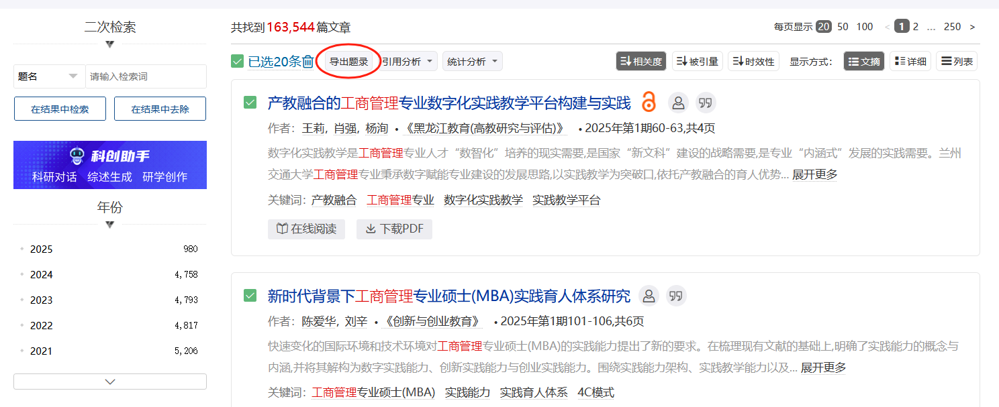 二次检索
题名
请输入检索词
在结果中检索
在结果中去除
科创助手
科研对话 综述生成 研学创作
年份
2025 980
2024 4,758
2023 4,793
2022 4,817
2021 5,206
共找到163,544篇文章
每页显示 20 50 100 < 1 2 ... 250 >
已选20条 导出题录 引用分析 统计分析
相关度 被引量 时效性 显示方式： 文摘 详细 列表
产教融合的工商管理专业数字化实践教学平台构建与实践
作者：王莉, 肖强, 杨洵 •《黑龙江教育(高教研究与评估)》 •2025年第1期60-63,共4页
数字化实践教学是工商管理专业人才“数智化”培养的现实需要,是国家“新文科”建设的战略需要,是专业“内涵式”发展的实践需要。兰州
交通大学工商管理专业秉承数字赋能专业建设的发展思路,以实践教学为突破口,依托产教融合的育人优势... 展开更多
关键词：产教融合 工商管理专业 数字化实践教学 实践教学平台
在线阅读 下载PDF
新时代背景下工商管理专业硕士(MBA)实践育人体系研究
作者：陈爱华, 刘辛 •《创新与创业教育》 •2025年第1期101-106,共6页
快速变化的国际环境和技术环境对工商管理专业硕士(MBA)的实践能力提出了新的要求。在梳理现有文献的基础上,明确了实践能力的概念与
内涵,并将其解构为数字实践能力、创新实践能力与创业实践能力。围绕实践能力架构、实践教学能力以及... 展开更多
关键词：工商管理专业硕士(MBA) 实践能力 实践育人体系 4C模式